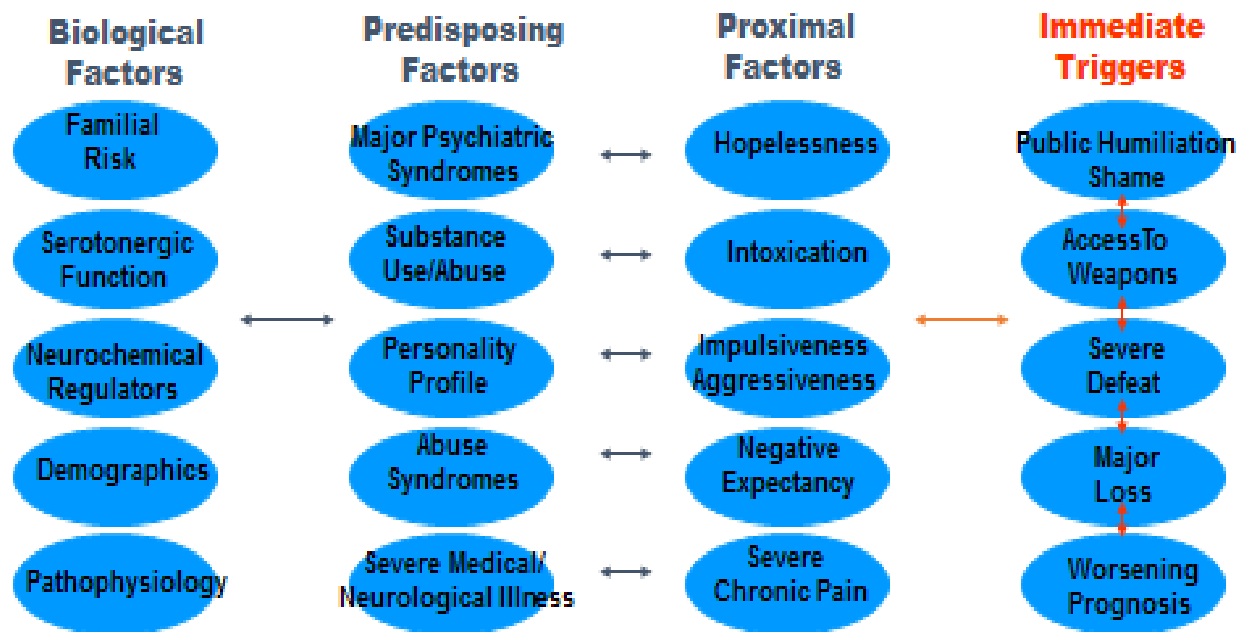 Biological
Factors
Familial
Risk
Serotonergic
Function
Neurochemical
Regulators
Demographics
Pathophysiology
Predisposing
Factors
Major Psychiatric
Syndromes
Substance
Use/Abuse
Personality
Profile
Abuse
Syndromes
Severe Medical/
Neurological Illness
Proximal
Factors
Hopelessness
Intoxication
Impulsiveness
Aggressiveness
Negative
Expectancy
Severe
Chronic Pain
Immediate
Triggers
Public Humiliation
Shame
AccessTo
Weapons
Severe
Defeat
Major
Loss
Worsening
Prognosis